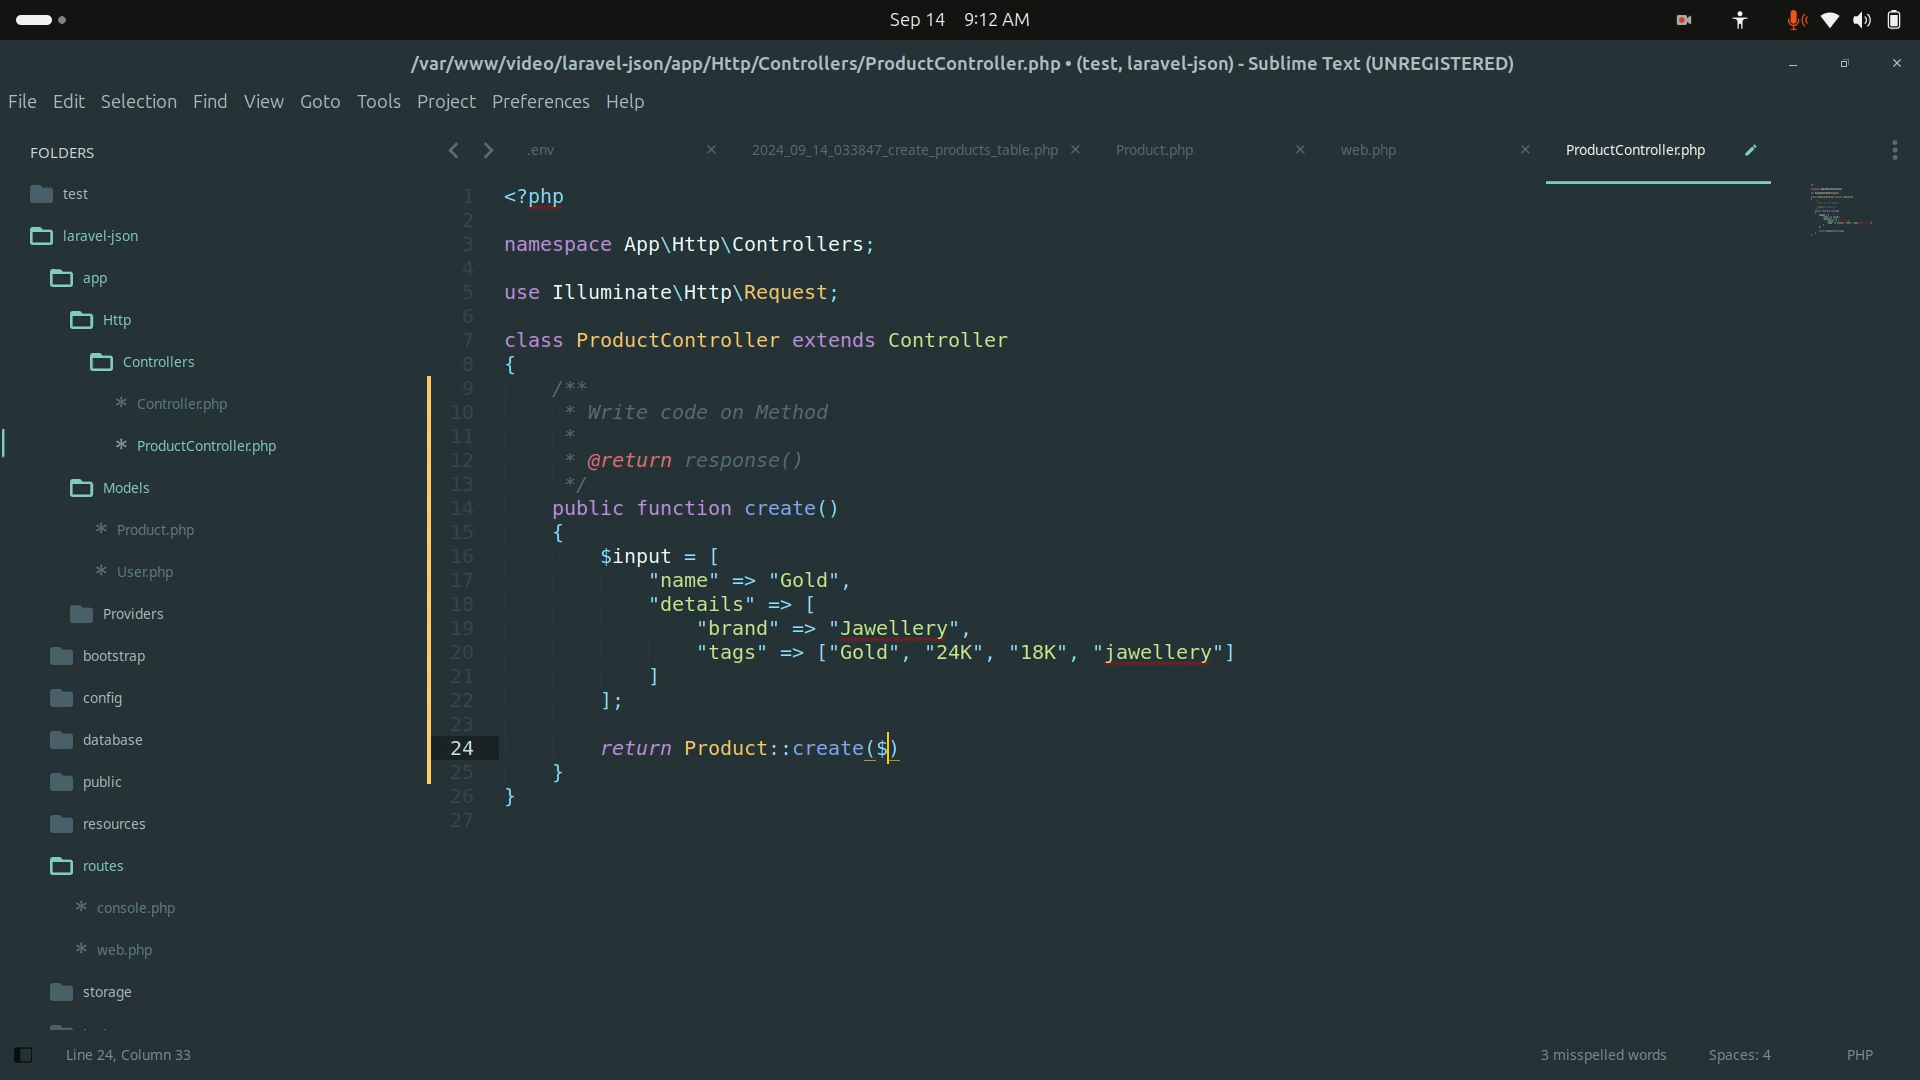 Sep 14 9:12 AM
/var/www/video/laravel-json/app/Http/Controllers/ProductController.php • (test, laravel-json) - Sublime Text (UNREGISTERED)
File Edit Selection Find View Goto Tools Project Preferences Help
FOLDERS
test
laravel-json
app
Http
Controllers
Controller.php
ProductController.php
Models
Product.php
User.php
Providers
bootstrap
config
database
public
resources
routes
console.php
web.php
storage
.env 2024_09_14_033847_create_products_table.php Product.php web.php ProductController.php
1 <?php
2
3 namespace App\Http\Controllers;
4
5 use Illuminate\Http\Request;
6
7 class ProductController extends Controller
8 {
9 /**
10 * Write code on Method
11 *
12 * @return response()
13 */
14 public function create()
15 {
16 $input = [
17 "name" => "Gold",
18 "details" => [
19 "brand" => "Jawellery",
20 "tags" => ["Gold", "24K", "18K", "jawellery"]
21 ]
22 ];
23
24 return Product::create($)
25 }
26 }
27
Line 24, Column 33 3 misspelled words Spaces: 4 PHP